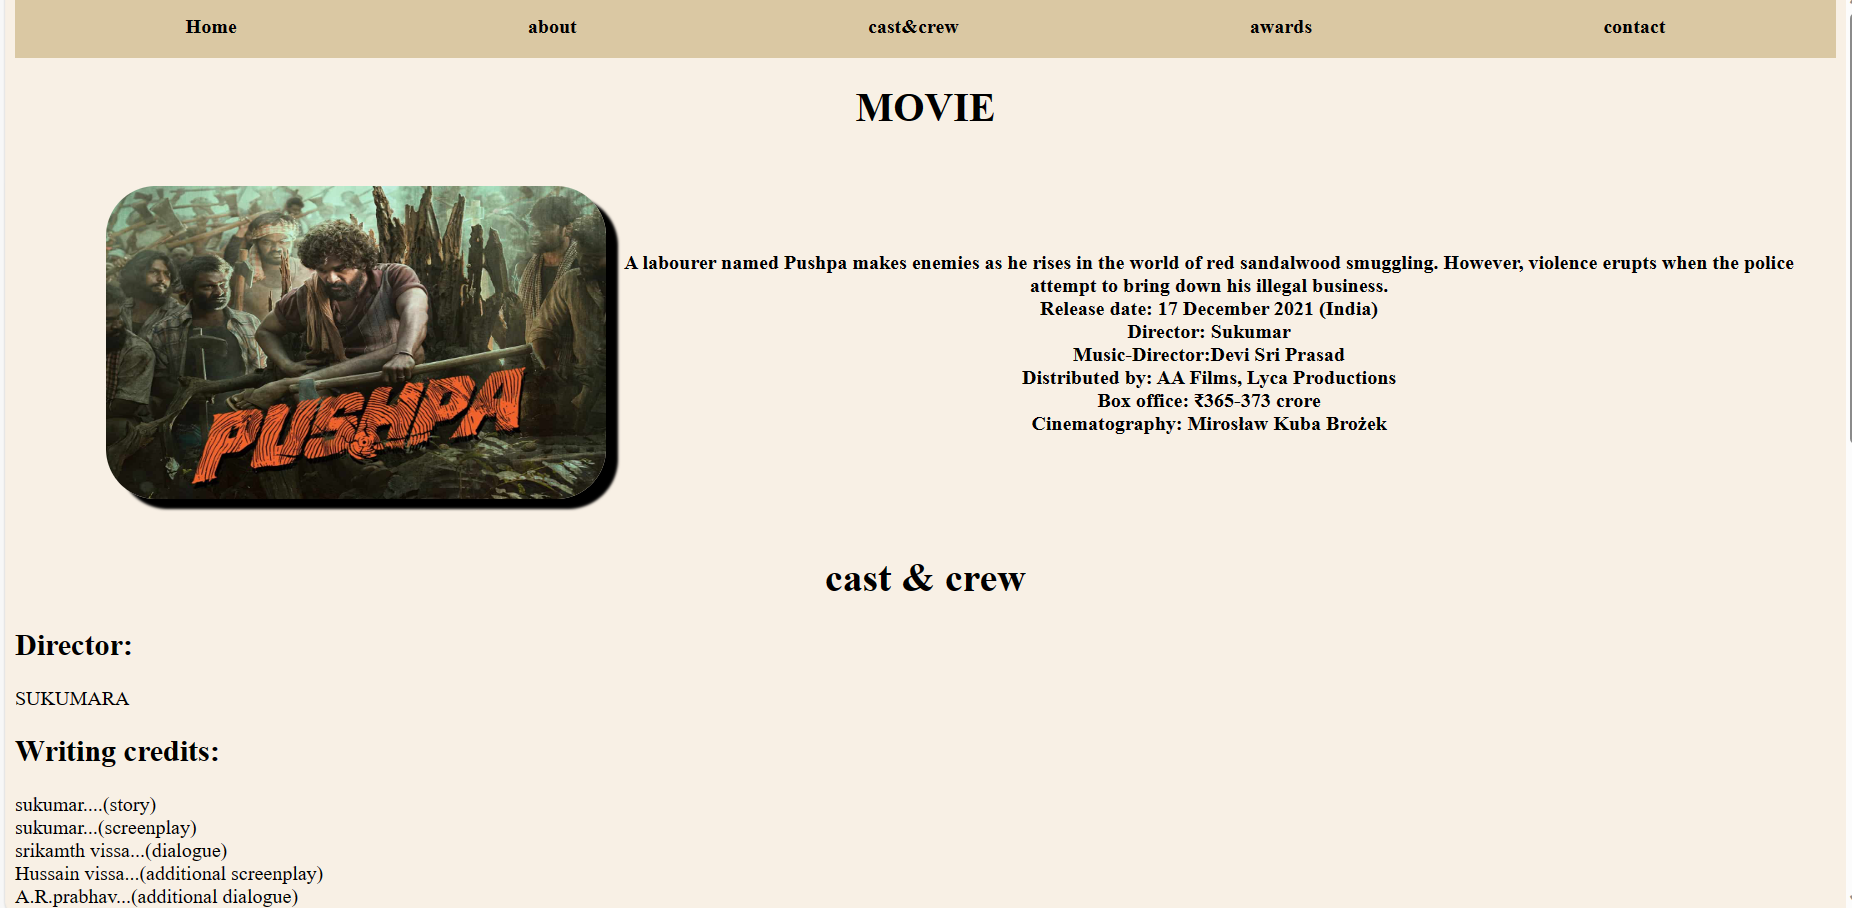 Home about cast&crew awards contact
MOVIE
PUSHPA
A labourer named Pushpa makes enemies as he rises in the world of red sandalwood smuggling. However, violence erupts when the police
attempt to bring down his illegal business.
Release date: 17 December 2021 (India)
Director: Sukumar
Music-Director:Devi Sri Prasad
Distributed by: AA Films, Lyca Productions
Box office: ₹365-373 crore
Cinematography: Mirosław Kuba Brożek
cast & crew
Director:
SUKUMARA
Writing credits:
sukumar....(story)
sukumar...(screenplay)
srikamth vissa...(dialogue)
Hussain vissa...(additional screenplay)
A.R.prabhav...(additional dialogue)